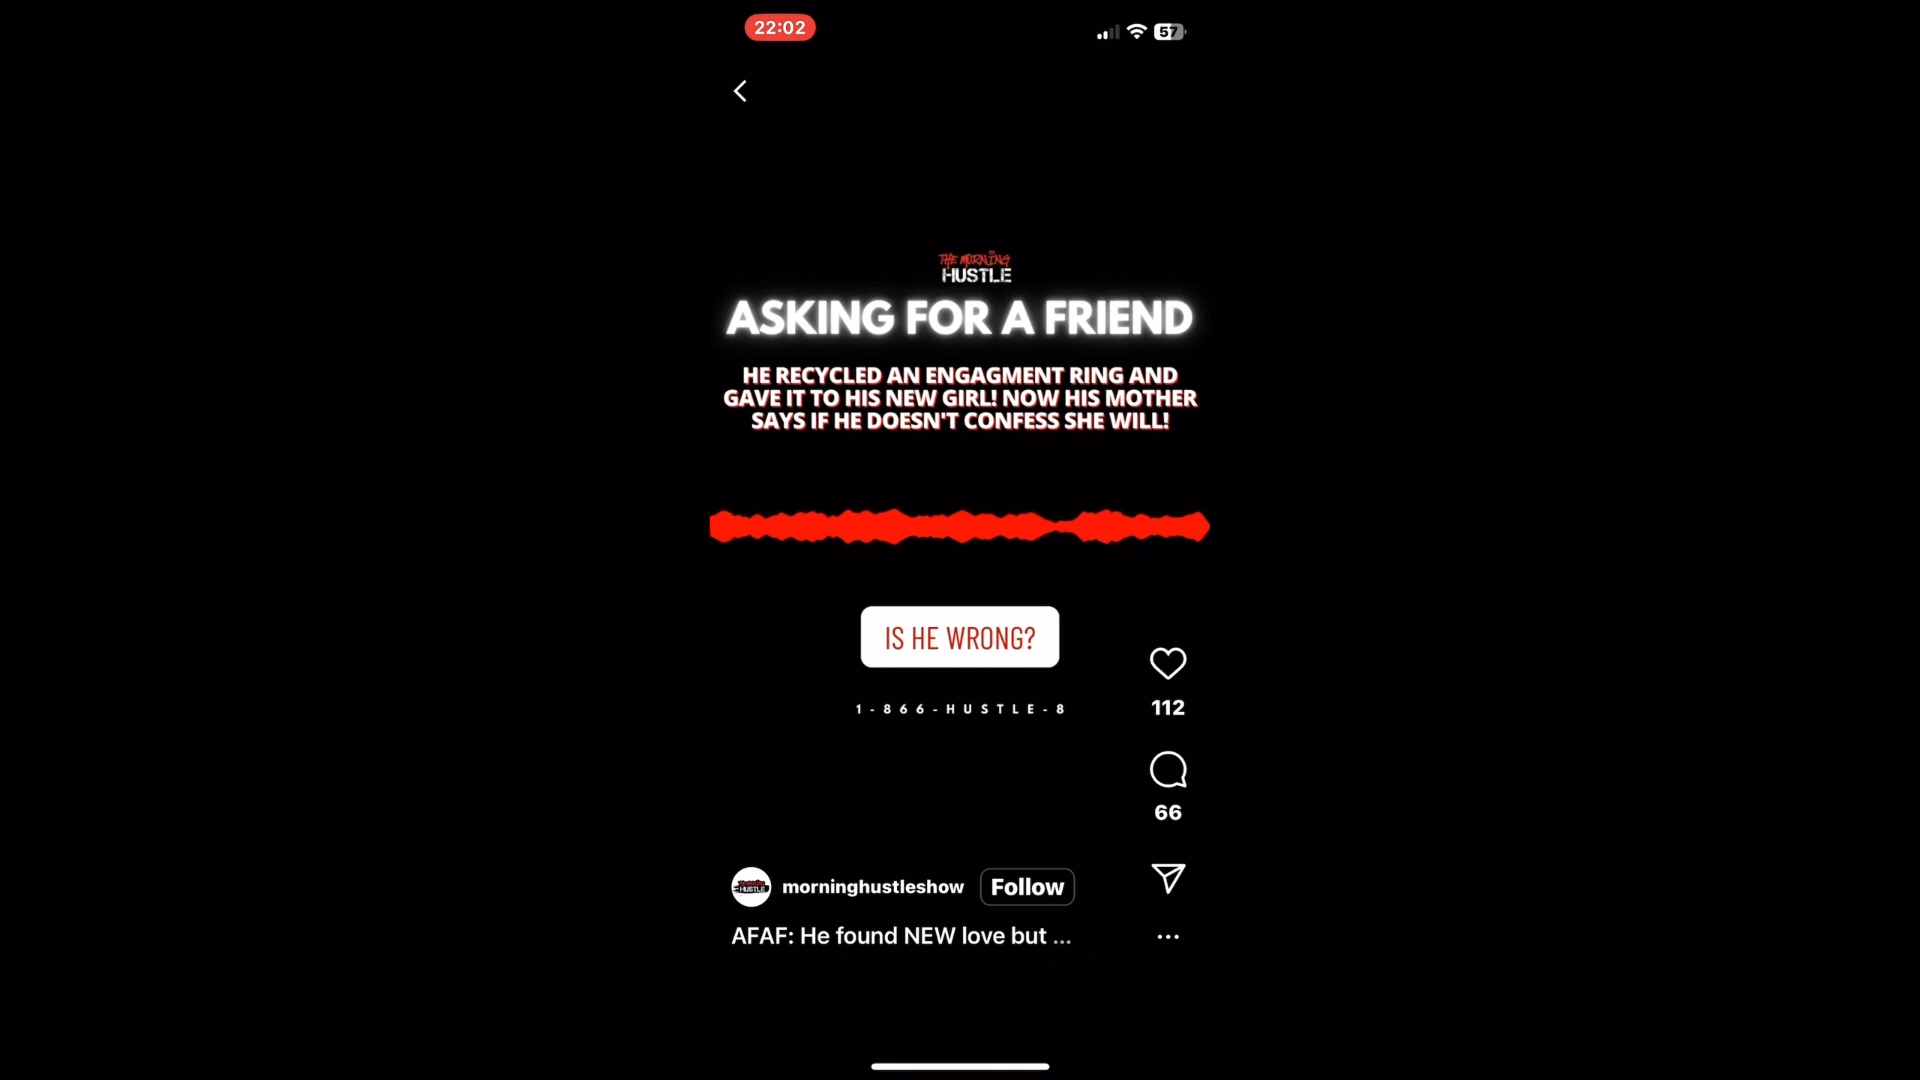 22:02
57
THE MORNING
HUSTLE
ASKING FOR A FRIEND
HE RECYCLED AN ENGAGMENT RING AND
GAVE IT TO HIS NEW GIRL! NOW HIS MOTHER
SAYS IF HE DOESN'T CONFESS SHE WILL!
IS HE WRONG?
1-866-HUSTLE-8
112
66
HUSTLE
morninghustleshow Follow
AFAF: He found NEW love but ...